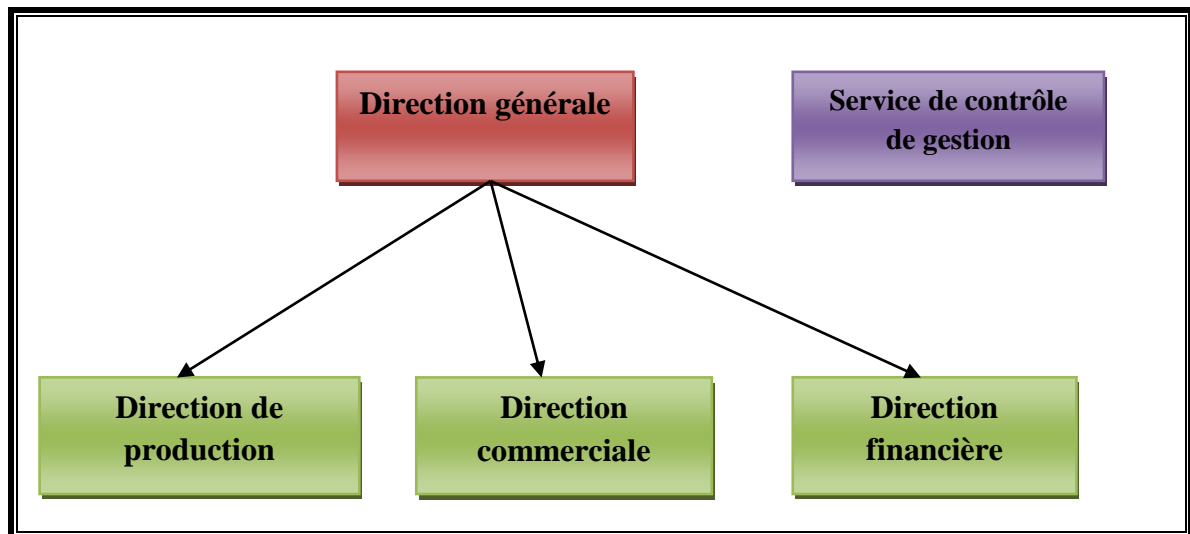 Direction générale
Service de contrôle
de gestion
Direction de
production
Direction
commerciale
Direction
financière